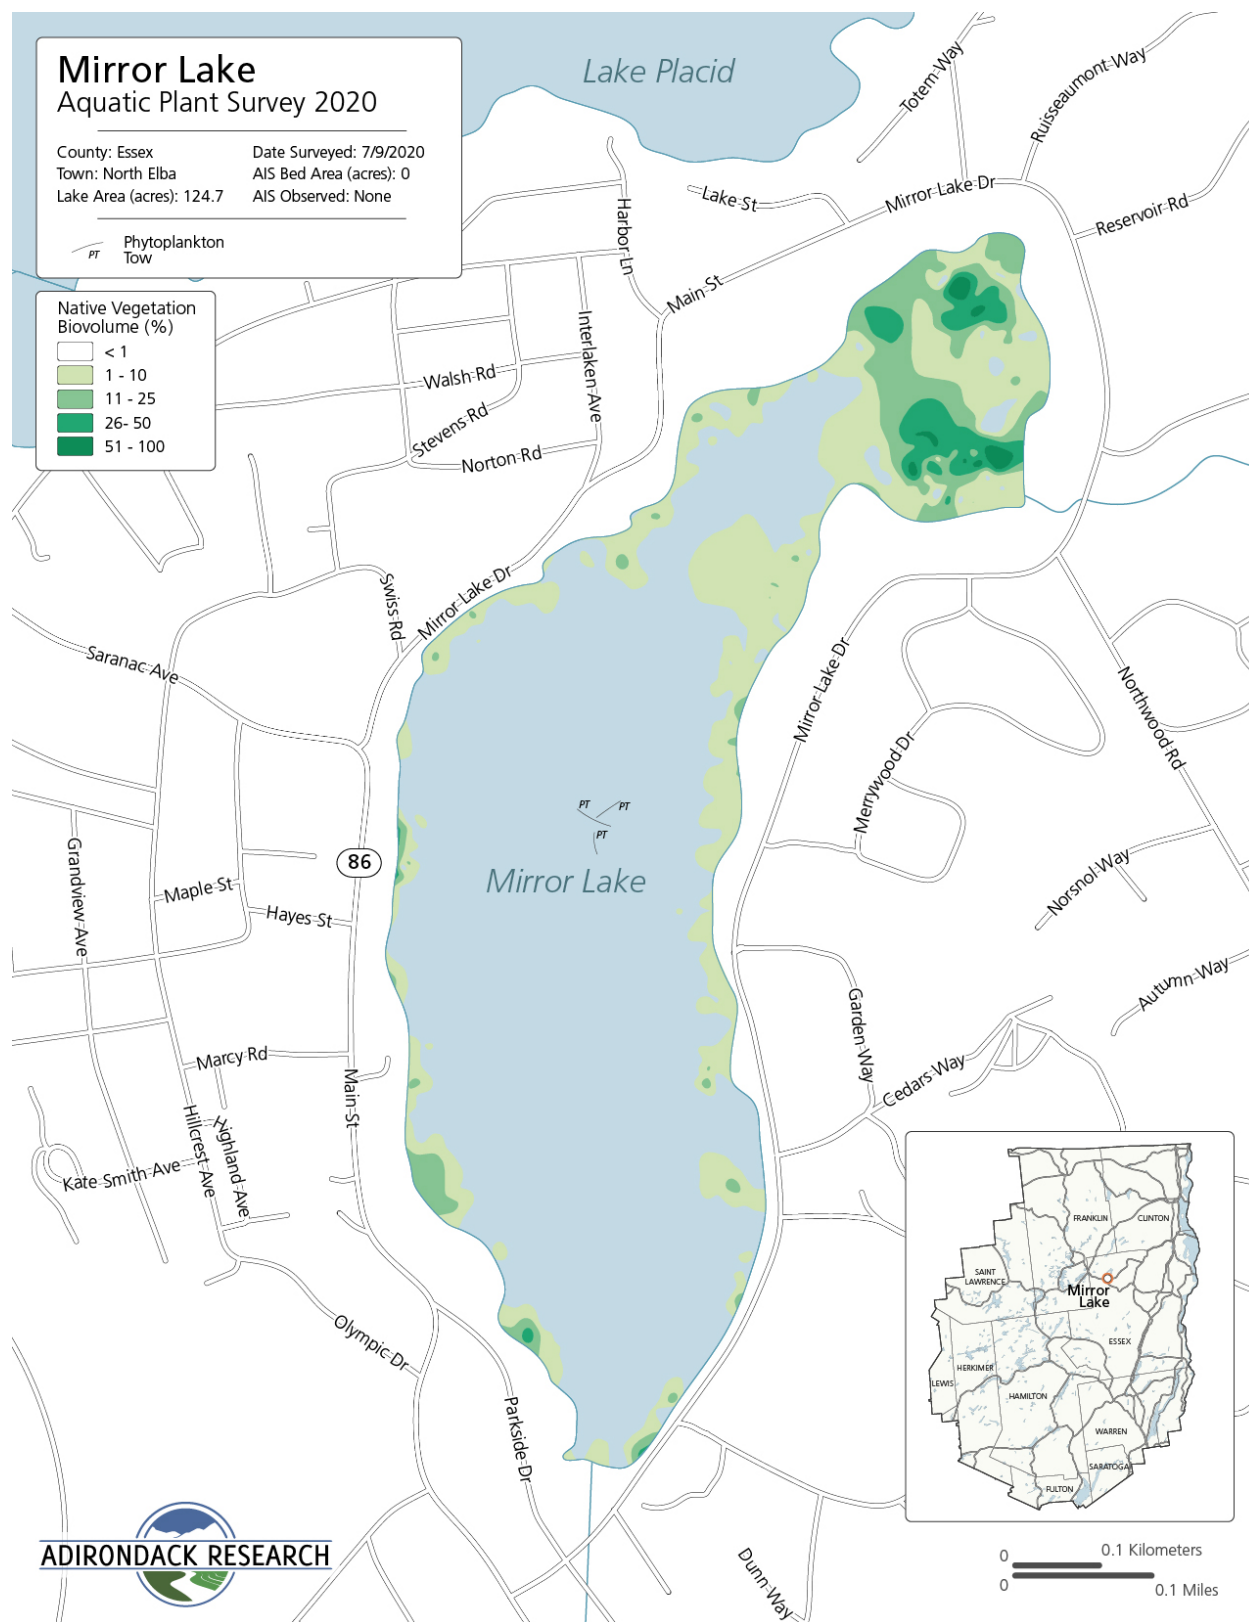 Mirror Lake
Aquatic Plant Survey 2020
County: Essex
Date Surveyed: 7/9/2020
Town: North Elba
AIS Bed Area (acres): 0
Lake Area (acres): 124.7
AIS Observed: None
PT
Phytoplankton
Tow
Native Vegetation
Biovolume (%)
< 1
1 - 10
11 - 25
26- 50
51 - 100
Lake Placid
Totem Way
Ruisseaumont Way
Lake St
Mirror Lake Dr
Reservoir Rd
Harbor Ln
Main St
Interlaken Ave
Walsh Rd
Stevens Rd
Norton Rd
Swiss Rd
Mirror Lake Dr
Saranac Ave
Mirror Lake Dr
Northwood Rd
Merrywood Dr
PT
PT
PT
Mirror Lake
86
Grandview Ave
Maple St
Hayes St
Norsnol Way
Autumn Way
Garden Way
Cedars Way
Marcy Rd
Main St
Hillcrest Ave
Highland Ave
Kate Smith Ave
Olympic Dr
Parkside Dr
Dunn Way
FRANKLIN
CLINTON
SAINT
LAWRENCE
Mirror
Lake
ESSEX
HERKIMER
LEWIS
HAMILTON
WARREN
SARATOGA
FULTON
ADIRONDACK RESEARCH
0
0.1 Kilometers
0
0.1 Miles